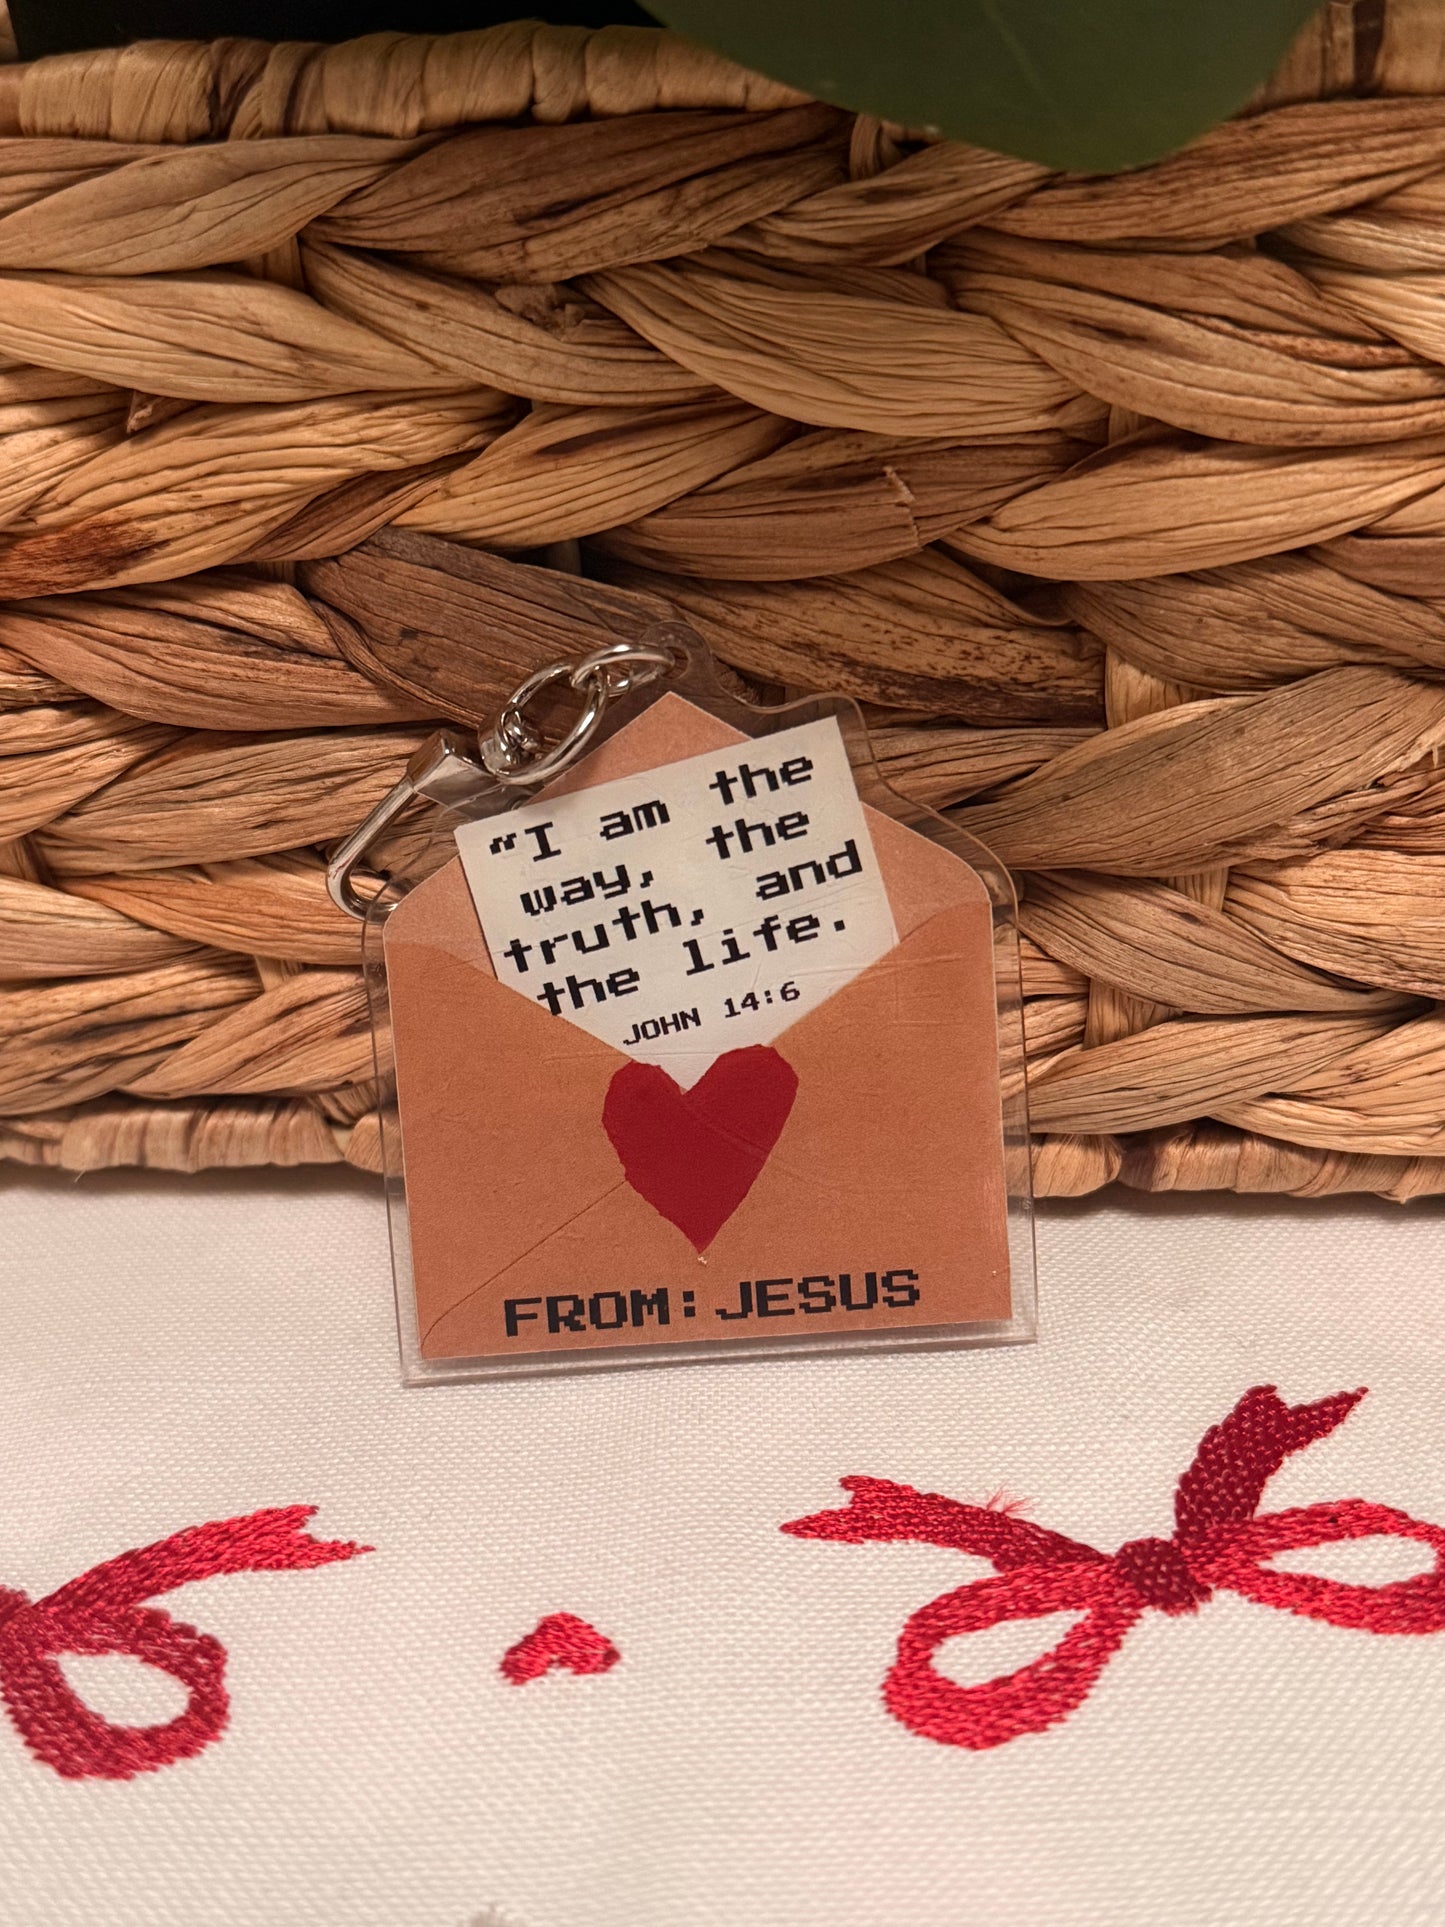 "I am the
way, the
truth, and
the life.
JOHN 14:6
FROM: JESUS